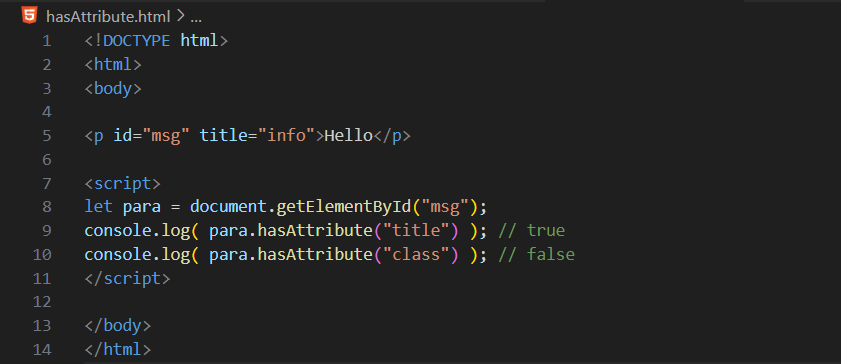 hasAttribute.html > ...
1 <!DOCTYPE html>
2 <html>
3 <body>
4
5 <p id="msg" title="info">Hello</p>
6
7 <script>
8 let para = document.getElementById("msg");
9 console.log( para.hasAttribute("title") ); // true
10 console.log( para.hasAttribute("class") ); // false
11 </script>
12
13 </body>
14 </html>